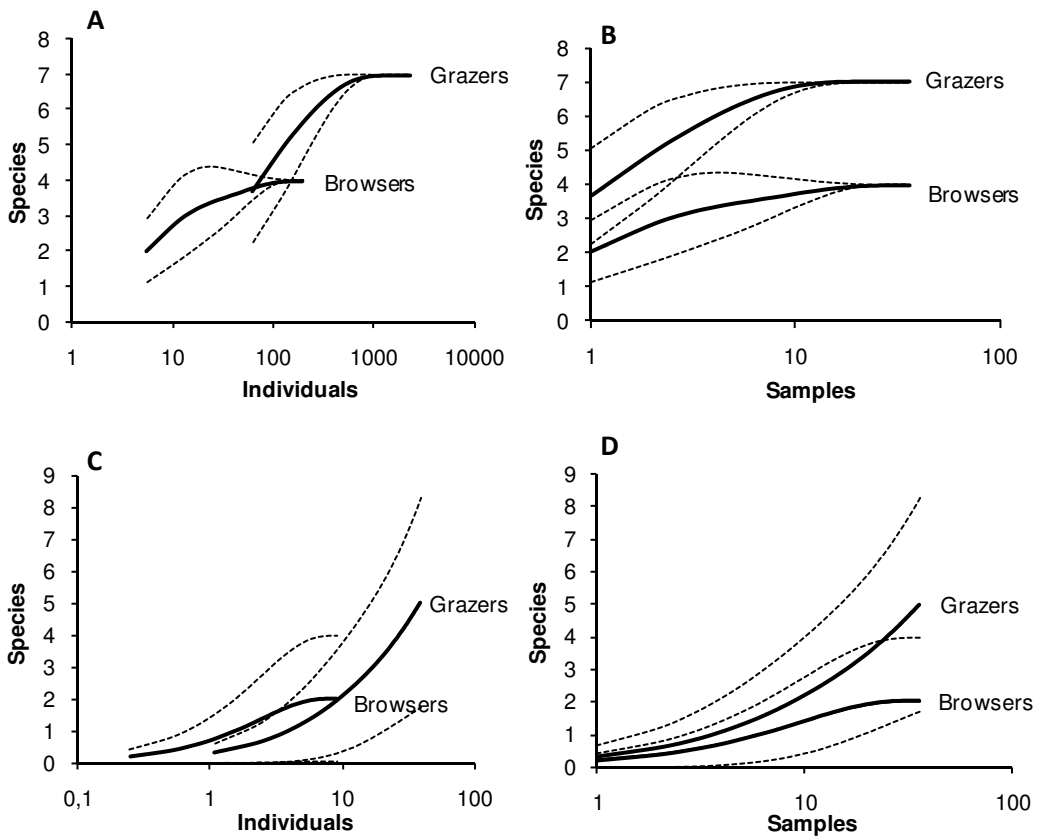 A
8
7
6
5
4
3
2
1
0
Species
Grazers
Browsers
1 10 100 1000 10000
Individuals
B
8
7
6
5
4
3
2
1
0
Species
Grazers
Browsers
1 10 100
Samples
C
9
8
7
6
5
4
3
2
1
0
Species
Grazers
Browsers
0,1 1 10 100
Individuals
D
9
8
7
6
5
4
3
2
1
0
Species
Grazers
Browsers
1 10 100
Samples